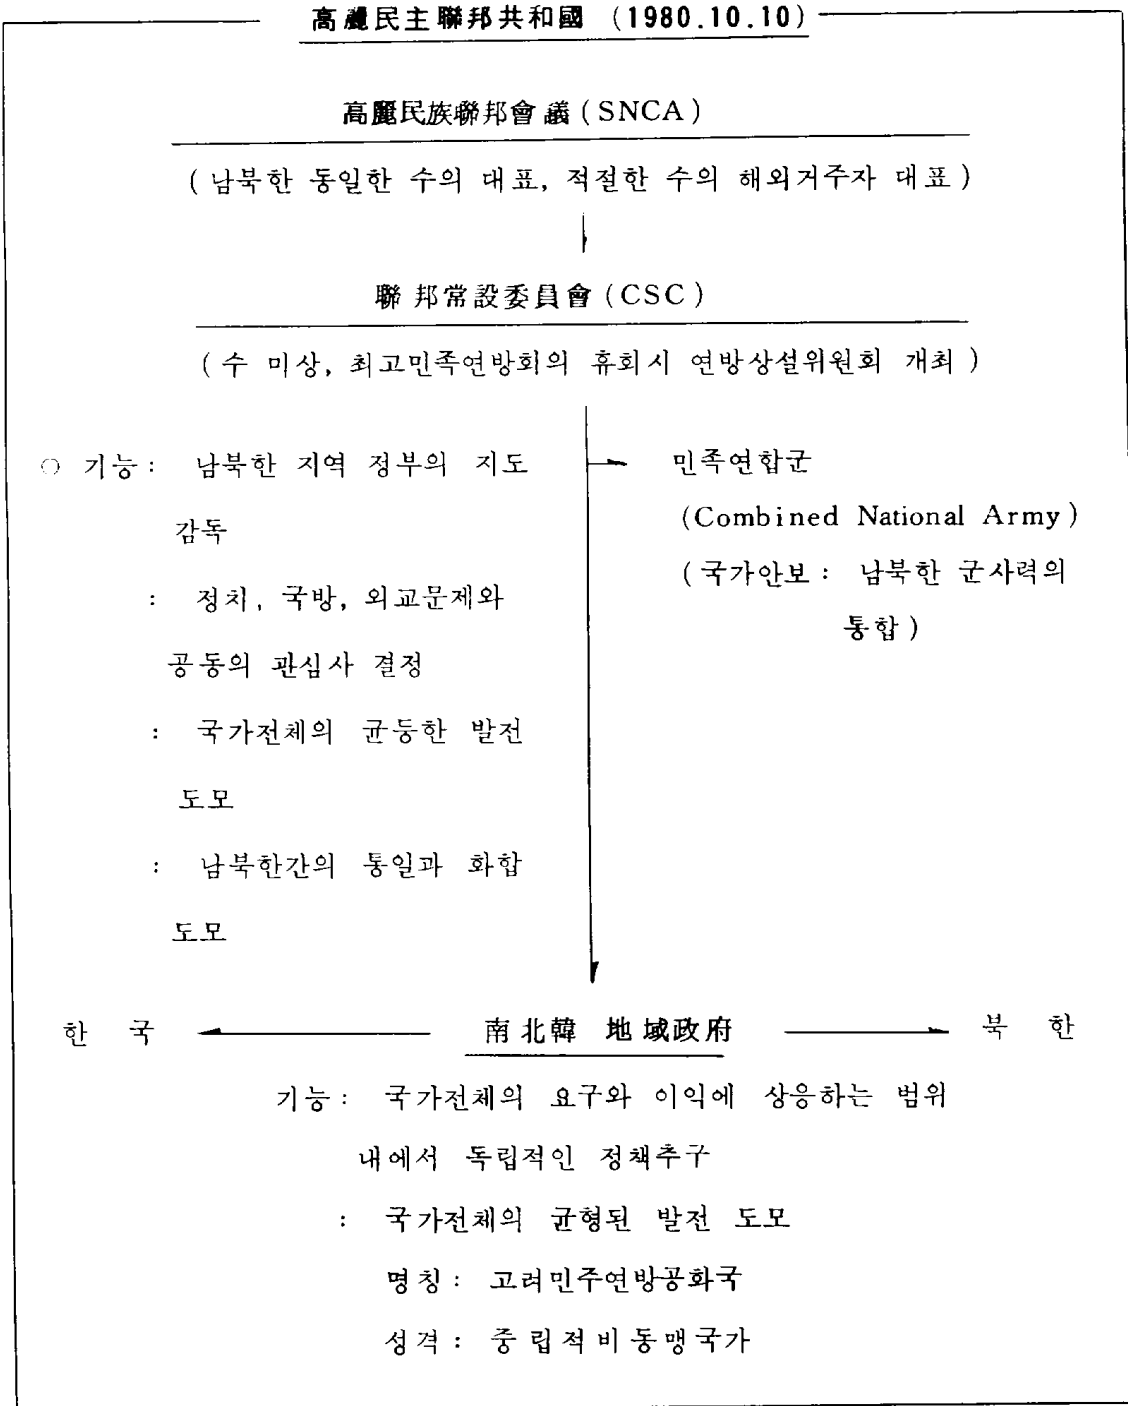 高麗民主聯邦共和國 (1980.10.10)
高麗民族聯邦會議 (SNCA)
(남북한 동일한 수의 대표, 적절한 수의 해외거주자 대표)
聯邦常設委員會 (CSC)
(수 미상, 최고민족연방회의 휴회시 연방상설위원회 개최)
○ 기능: 남북한 지역 정부의 지도
감독
: 정치, 국방, 외교문제와
공동의 관심사 결정
: 국가전체의 균등한 발전
도모
: 남북한간의 통일과 화합
도모
민족연합군
(Combined National Army)
(국가안보: 남북한 군사력의
통합)
한국
南北韓 地域政府
북한
기능: 국가전체의 요구와 이익에 상응하는 범위
내에서 독립적인 정책추구
: 국가전체의 균형된 발전 도모
명칭: 고려민주연방공화국
성격: 중립적비동맹국가